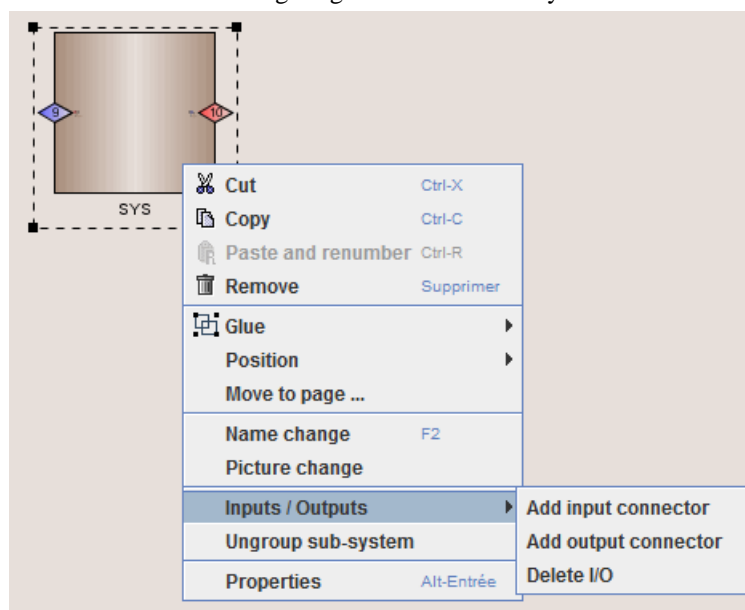 9 10
SYS
Cut Ctrl-X
Copy Ctrl-C
Paste and renumber Ctrl-R
Remove Supprimer
Glue
Position
Move to page ...
Name change F2
Picture change
Inputs / Outputs Add input connector
Ungroup sub-system Add output connector
Properties Alt-Entrée Delete I/O